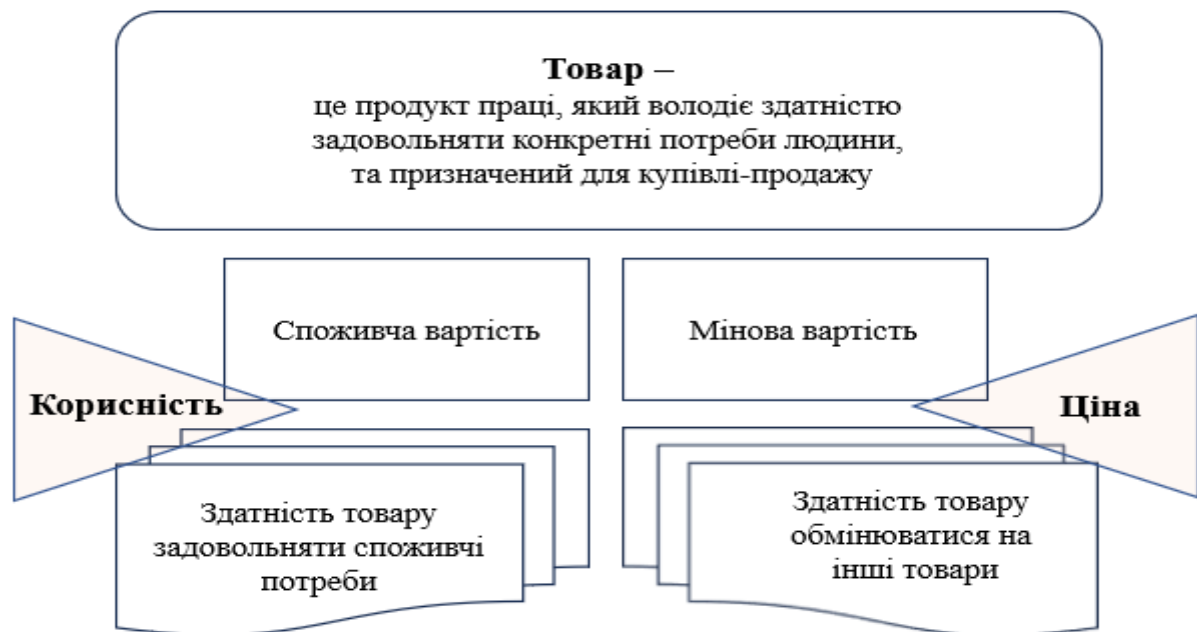 Товар –
це продукт праці, який володіє здатністю
задовольняти конкретні потреби людини,
та призначений для купівлі-продажу
Споживча вартість
Мінова вартість
Корисність
Ціна
Здатність товару
задовольняти споживчі
потреби
Здатність товару
обмінюватися на
інші товари